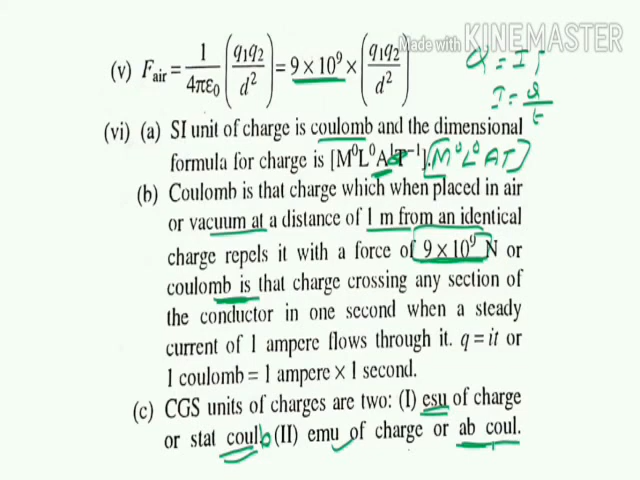 Made with KINEMASTER
(v) F_air = 1/4πε₀ (q₁q₂/d²) = 9 × 10⁹ × (q₁q₂/d²)
Q = IT
I = Q/t
(vi) (a) SI unit of charge is coulomb and the dimensional
formula for charge is [M⁰L⁰A¹T⁻¹]. [M⁰L⁰AT]
(b) Coulomb is that charge which when placed in air
or vacuum at a distance of 1 m from an identical
charge repels it with a force of 9 × 10⁹ N or
coulomb is that charge crossing any section of
the conductor in one second when a steady
current of 1 ampere flows through it. q = it or
1 coulomb = 1 ampere × 1 second.
(c) CGS units of charges are two: (I) esu of charge
or stat coulb (II) emu of charge or ab coul.